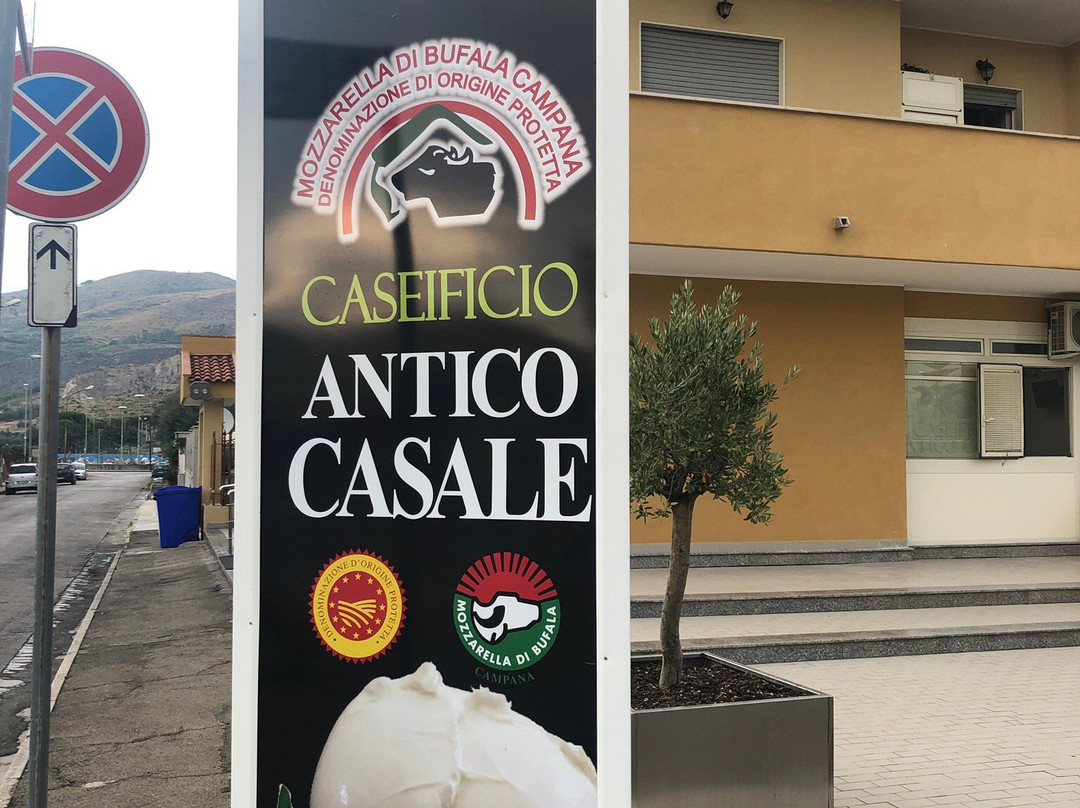 MOZZARELLA DI BUFALA CAMPANA
DENOMINAZIONE DI ORIGINE PROTETTA
CASEIFICIO
ANTICO
CASALE
DENOMINAZIONE D'ORIGINE PROTETTA
MOZZARELLA DI BUFALA
CAMPANA